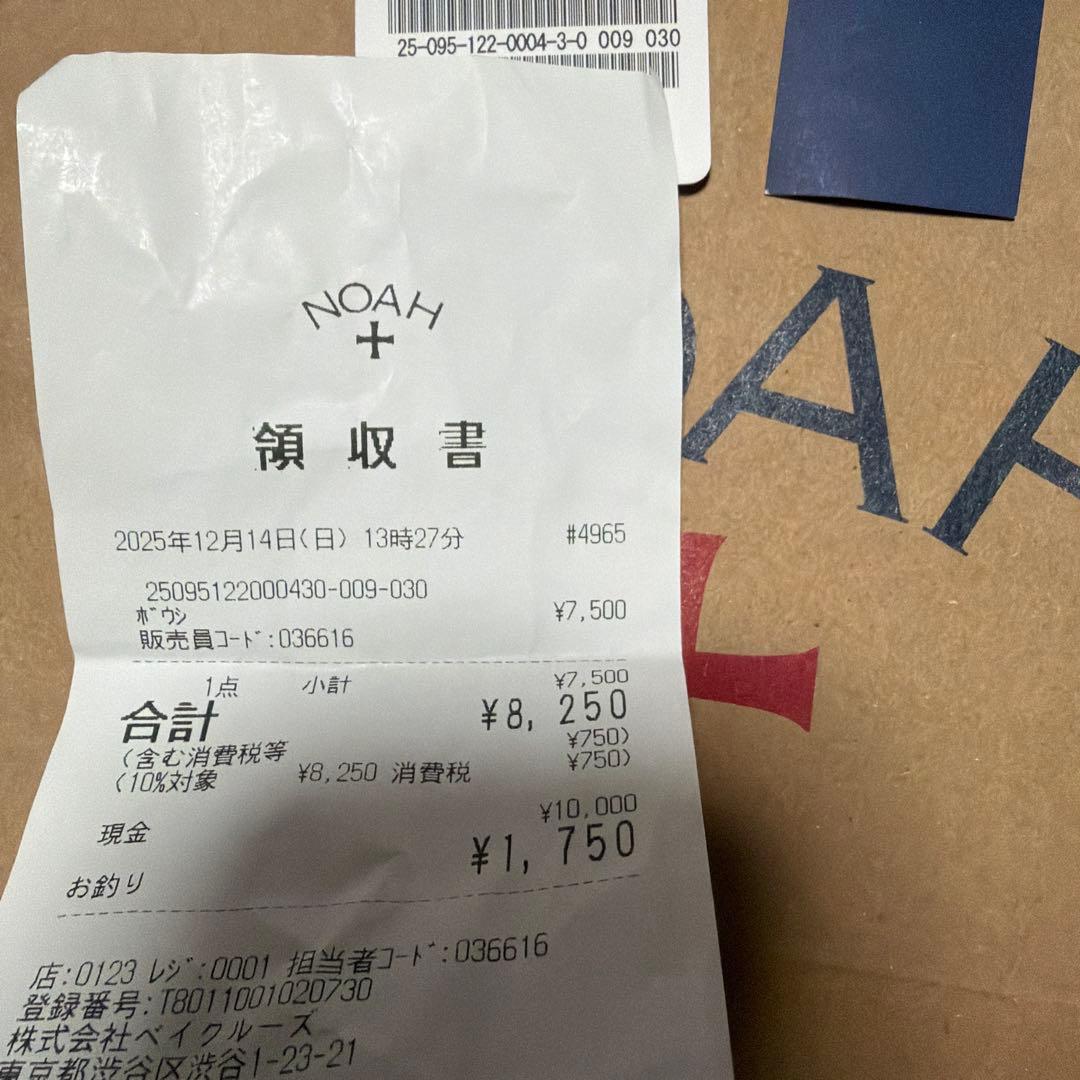 25-095-122-0004-3-0 009 030
NOAH
領収書
2025年12月14日(日) 13時27分 #4965
25095122000430-009-030
ボウシ ¥7,500
販売員コード:036616
1点 小計 ¥7,500
合計 ¥8,250
(含む消費税等 ¥750)
(10%対象 ¥8,250 消費税 ¥750)
現金 ¥10,000
お釣り ¥1,750
店:0123 レジ:0001 担当者コード:036616
登録番号:T8011001020730
株式会社ベイクルーズ
東京都渋谷区渋谷1-23-21
OAH